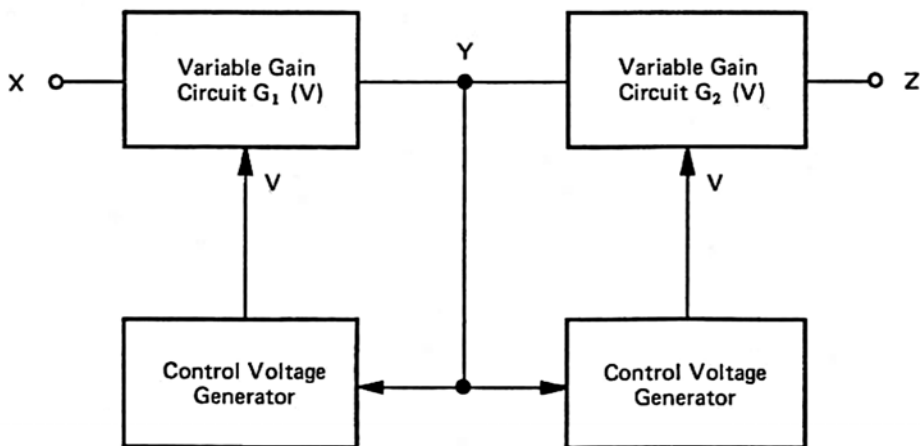 X
Variable Gain
Circuit G₁ (V)
Y
Variable Gain
Circuit G₂ (V)
Z
V
V
Control Voltage
Generator
Control Voltage
Generator